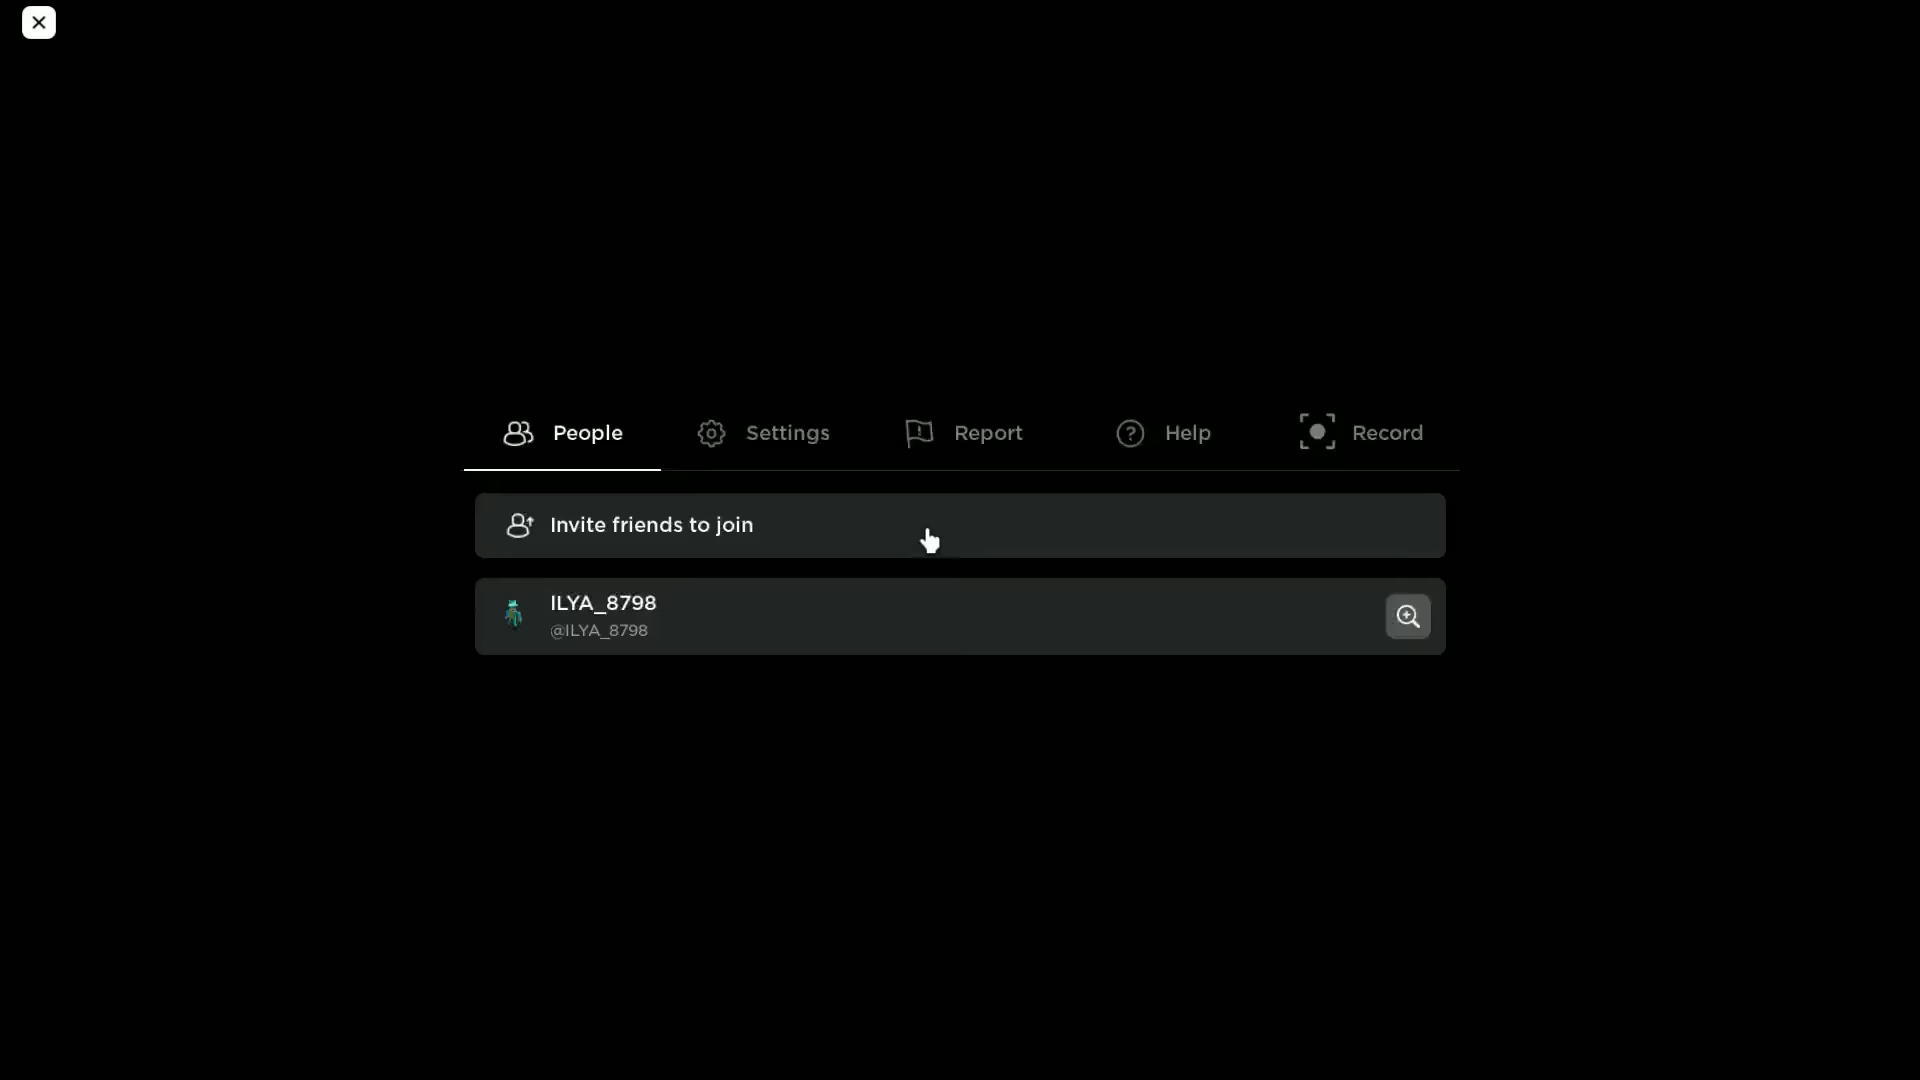 People
Settings
Report
Help
Record
Invite friends to join
ILYA_8798
@ILYA_8798